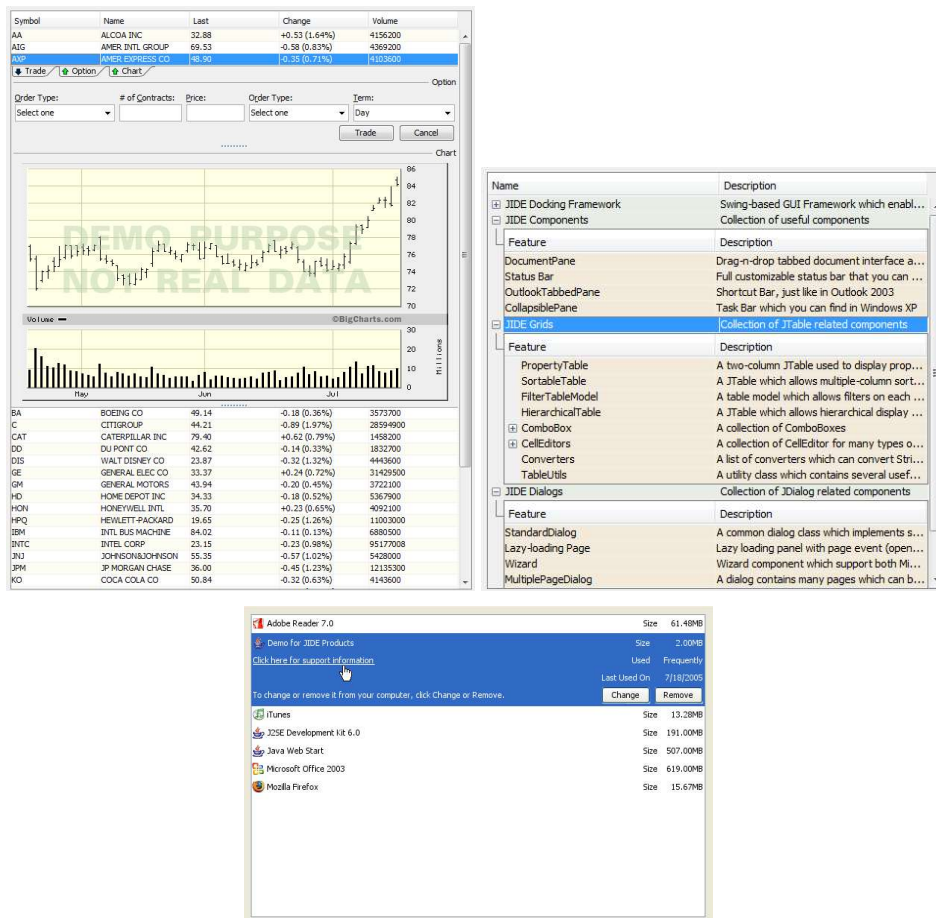 Symbol Name Last Change Volume
AA ALCOA INC 32.88 +0.53 (1.64%) 4156200
AIG AMER INTL GROUP 69.53 -0.58 (0.83%) 4369200
AXP AMER EXPRESS CO 48.90 -0.35 (0.71%) 4103600
Trade Option Chart
Option
Order Type: # of Contracts: Price: Order Type: Term:
Select one Select one Day
Trade Cancel
Chart
86
84
82
80
78
76
74
72
70
DEMO PURPOSE
NOT REAL DATA
Volume ©BigCharts.com
30
20
10
0
Millions
May Jun Jul
BA BOEING CO 49.14 -0.18 (0.36%) 3573700
C CITIGROUP 44.21 -0.89 (1.97%) 28594900
CAT CATERPILLAR INC 79.40 +0.62 (0.79%) 1458200
DD DU PONT CO 42.62 -0.14 (0.33%) 1832700
DIS WALT DISNEY CO 23.87 -0.32 (1.32%) 4443600
GE GENERAL ELEC CO 33.37 +0.24 (0.72%) 31429500
GM GENERAL MOTORS 43.94 -0.20 (0.45%) 3722100
HD HOME DEPOT INC 34.33 -0.18 (0.52%) 5367900
HON HONEYWELL INTL 35.70 +0.23 (0.65%) 4092100
HPQ HEWLETT-PACKARD 19.65 -0.25 (1.26%) 11003000
IBM INTL BUS MACHINE 84.02 -0.11 (0.13%) 6880500
INTC INTEL CORP 23.15 -0.23 (0.98%) 95177008
JNJ JOHNSON&JOHNSON 55.35 -0.57 (1.02%) 5428000
JPM JP MORGAN CHASE 36.00 -0.45 (1.23%) 12135300
KO COCA COLA CO 50.84 -0.32 (0.63%) 4143600
Name Description
JIDE Docking Framework Swing-based GUI Framework which enabl...
JIDE Components Collection of useful components
Feature Description
DocumentPane Drag-n-drop tabbed document interface a...
Status Bar Full customizable status bar that you can ...
OutlookTabbedPane Shortcut Bar, just like in Outlook 2003
CollapsiblePane Task Bar which you can find in Windows XP
JIDE Grids Collection of JTable related components
Feature Description
PropertyTable A two-column JTable used to display prop...
SortableTable A JTable which allows multiple-column sort...
FilterTableModel A table model which allows filters on each ...
HierarchicalTable A JTable which allows hierarchical display ...
ComboBox A collection of ComboBoxes
CellEditors A collection of CellEditor for many types o...
Converters A list of converters which can convert Stri...
TableUtils A utility class which contains several usef...
JIDE Dialogs Collection of JDialog related components
Feature Description
StandardDialog A common dialog class which implements s...
Lazy-loading Page Lazy loading panel with page event (open...
Wizard Wizard component which support both Mi...
MultiplePageDialog A dialog contains many pages which can b...
Adobe Reader 7.0 Size 61.48MB
Demo for JIDE Products Size 2.00MB
Click here for support information Used Frequently
Last Used On 7/18/2005
To change or remove it from your computer, click Change or Remove. Change Remove
iTunes Size 13.28MB
J2SE Development Kit 6.0 Size 191.00MB
Java Web Start Size 507.00MB
Microsoft Office 2003 Size 619.00MB
Mozilla Firefox Size 15.67MB